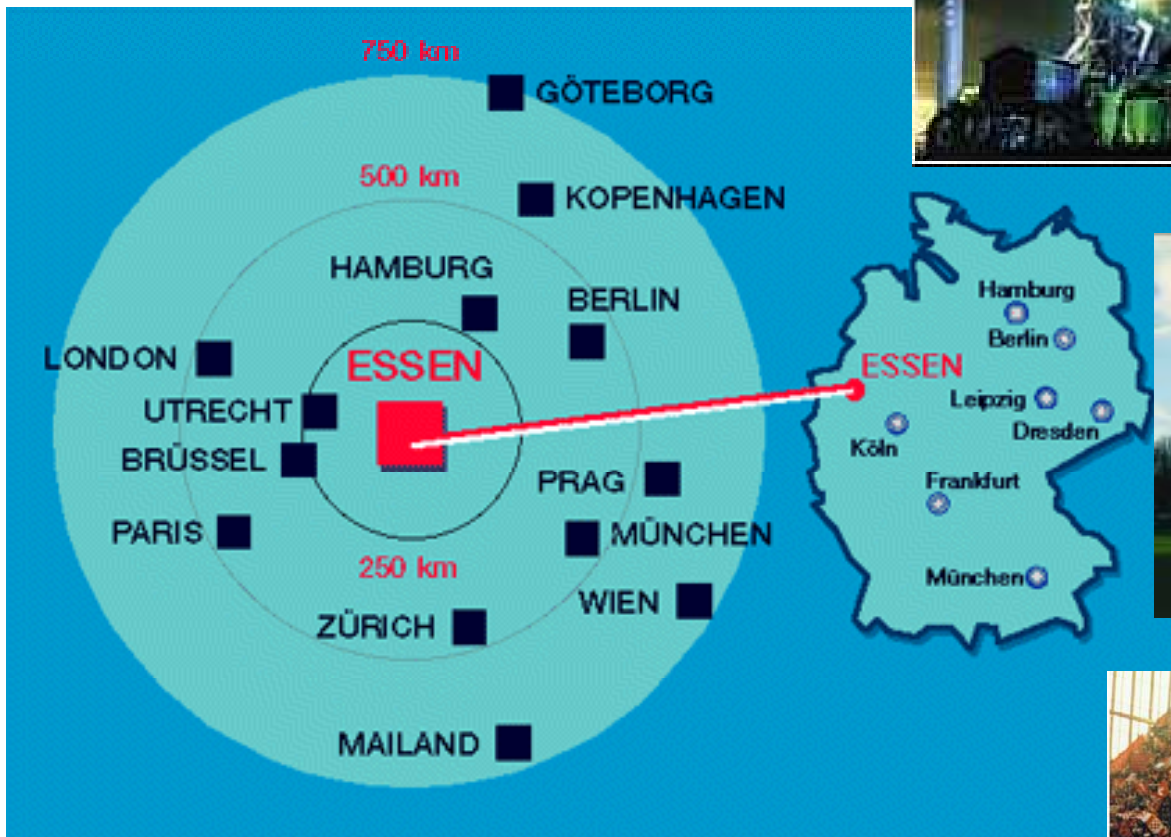 750 km
GÖTEBORG
500 km
KOPENHAGEN
HAMBURG
BERLIN
LONDON
ESSEN
UTRECHT
BRÜSSEL
PRAG
PARIS
MÜNCHEN
250 km
WIEN
ZÜRICH
MAILAND
Hamburg
Berlin
ESSEN
Leipzig
Dresden
Köln
Frankfurt
München